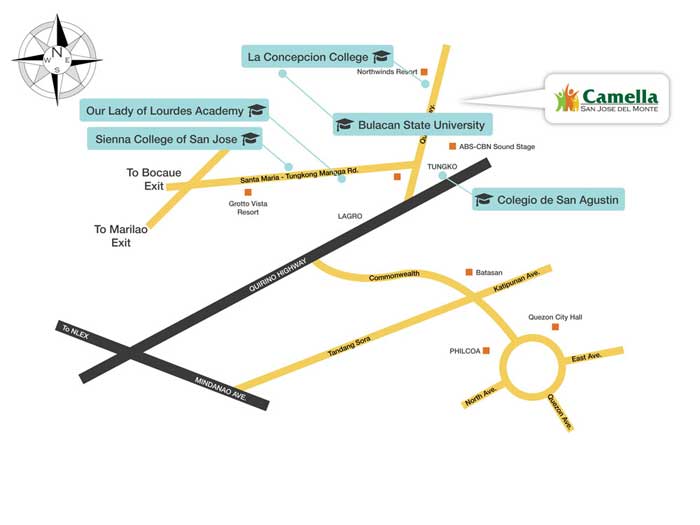 N
W
E
S
La Concepcion College
Northwinds Resort
Camella
SAN JOSE DEL MONTE
Our Lady of Lourdes Academy
Bulacan State University
Sienna College of San Jose
ABS-CBN Sound Stage
To Bocaue
Exit
Santa Maria - Tungkong Mangga Rd.
TUNGKO
Grotto Vista
Resort
Colegio de San Agustin
LAGRO
To Marilao
Exit
QUIRINO HIGHWAY
Commonwealth
Batasan
Katipunan Ave.
Quezon City Hall
To NLEX
Tandang Sora
PHILCOA
East Ave.
MINDANAO AVE.
North Ave.
Quezon Ave.